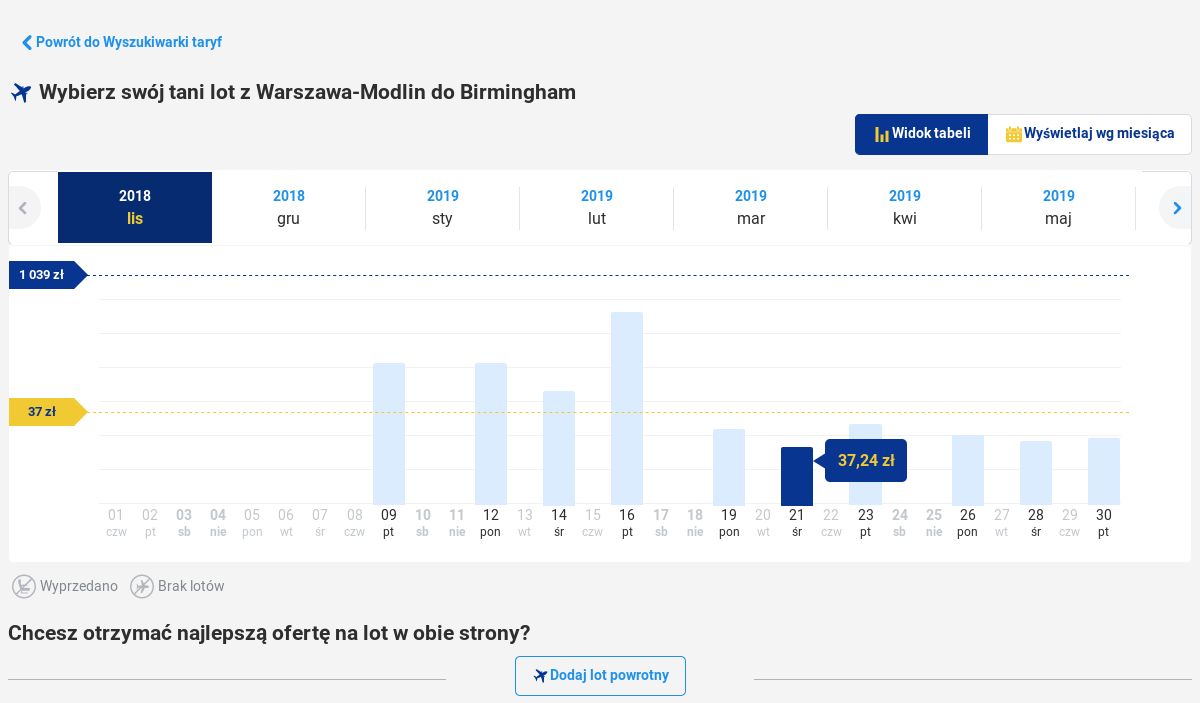 Powrót do Wyszukiwarki taryf
Wybierz swój tani lot z Warszawa-Modlin do Birmingham
Widok tabeli Wyświetlaj wg miesiąca
2018 2018 2019 2019 2019 2019 2019
lis gru sty lut mar kwi maj
1 039 zł
37 zł
37,24 zł
01 02 03 04 05 06 07 08 09 10 11 12 13 14 15 16 17 18 19 20 21 22 23 24 25 26 27 28 29 30
czw pt sb nie pon wt śr czw pt sb nie pon wt śr czw pt sb nie pon wt śr czw pt sb nie pon wt śr czw pt
Wyprzedano Brak lotów
Chcesz otrzymać najlepszą ofertę na lot w obie strony?
Dodaj lot powrotny